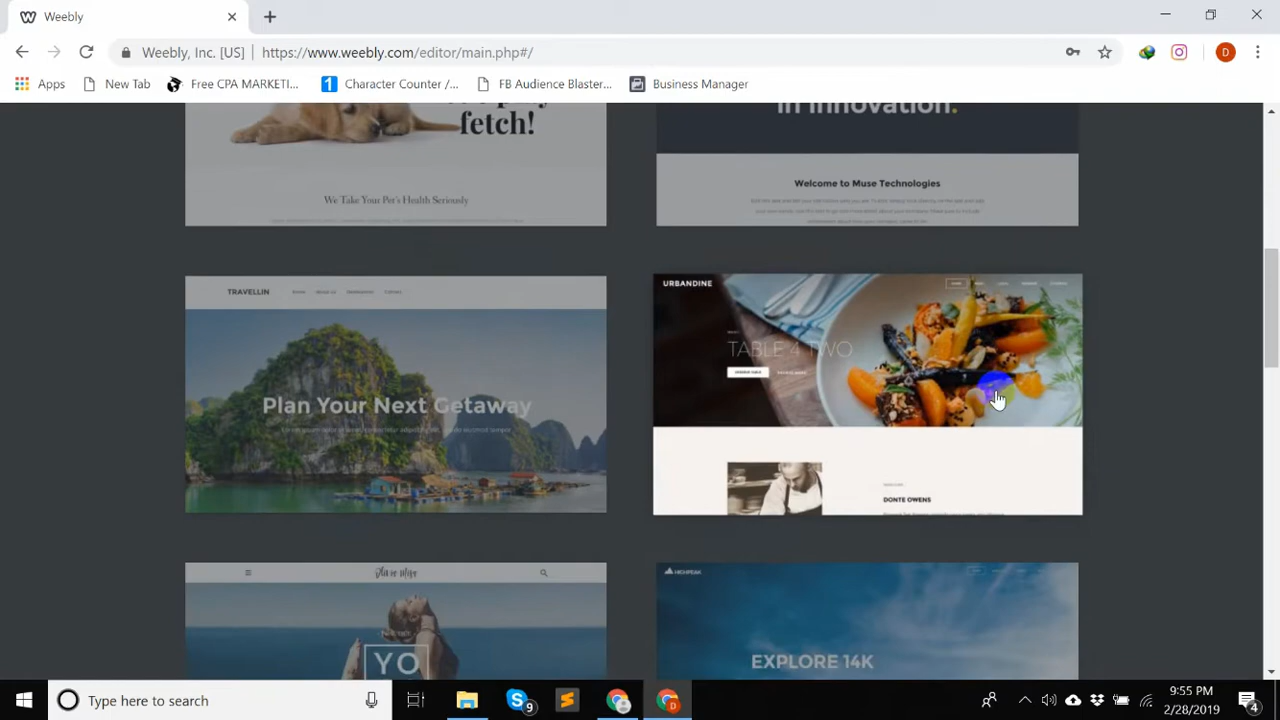 Weebly
Weebly, Inc. [US] https://www.weebly.com/editor/main.php#/
Apps New Tab Free CPA MARKETI... Character Counter /... FB Audience Blaster... Business Manager
fetch!
in Innovation.
We Take Your Pet's Health Seriously
Welcome to Muse Technologies
TRAVELLIN
URBANDINE
TABLE 4 TWO
Plan Your Next Getaway
DONTE OWENS
HIGHPEAK
YO
EXPLORE 14K
Type here to search
9
9:55 PM
2/28/2019
4